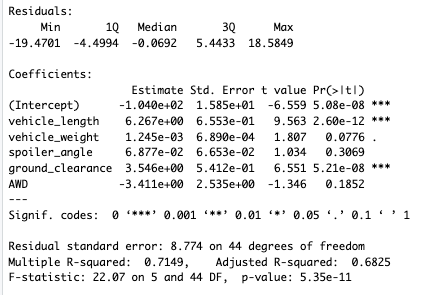 Residuals:
Min 1Q Median 3Q Max
-19.4701 -4.4994 -0.0692 5.4433 18.5849
Coefficients:
Estimate Std. Error t value Pr(>|t|)
(Intercept) -1.040e+02 1.585e+01 -6.559 5.08e-08 ***
vehicle_length 6.267e+00 6.553e-01 9.563 2.60e-12 ***
vehicle_weight 1.245e-03 6.890e-04 1.807 0.0776 .
spoiler_angle 6.877e-02 6.653e-02 1.034 0.3069
ground_clearance 3.546e+00 5.412e-01 6.551 5.21e-08 ***
AWD -3.411e+00 2.535e+00 -1.346 0.1852
---
Signif. codes: 0 ‘***’ 0.001 ‘**’ 0.01 ‘*’ 0.05 ‘.’ 0.1 ‘ ’ 1
Residual standard error: 8.774 on 44 degrees of freedom
Multiple R-squared: 0.7149, Adjusted R-squared: 0.6825
F-statistic: 22.07 on 5 and 44 DF, p-value: 5.35e-11